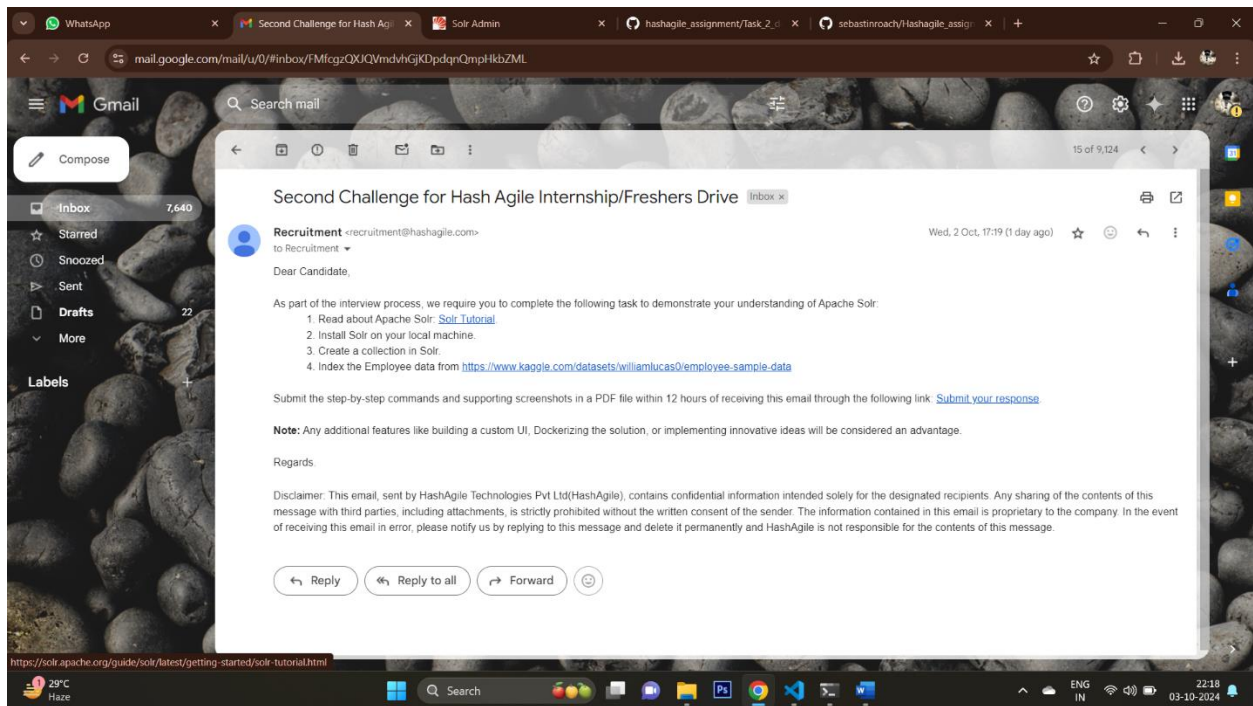 WhatsApp
Second Challenge for Hash Agi
Solr Admin
hashagile_assignment/Task_2_d
sebastinroach/Hashagile_assign
mail.google.com/mail/u/0/#inbox/FMfcgzQXJQVmdvhGjKDpdqnQmpHkbZML
Gmail
Search mail
Compose
15 of 9,124
Inbox 7,640
Starred
Snoozed
Sent
Drafts 22
More
Labels
Second Challenge for Hash Agile Internship/Freshers Drive Inbox x
Recruitment <recruitment@hashagile.com> Wed, 2 Oct, 17:19 (1 day ago)
to Recruitment
Dear Candidate,
As part of the interview process, we require you to complete the following task to demonstrate your understanding of Apache Solr:
1. Read about Apache Solr: Solr Tutorial.
2. Install Solr on your local machine.
3. Create a collection in Solr.
4. Index the Employee data from https://www.kaggle.com/datasets/williamlucas0/employee-sample-data
Submit the step-by-step commands and supporting screenshots in a PDF file within 12 hours of receiving this email through the following link: Submit your response.
Note: Any additional features like building a custom UI, Dockerizing the solution, or implementing innovative ideas will be considered an advantage.
Regards.
Disclaimer: This email, sent by HashAgile Technologies Pvt Ltd(HashAgile), contains confidential information intended solely for the designated recipients. Any sharing of the contents of this
message with third parties, including attachments, is strictly prohibited without the written consent of the sender. The information contained in this email is proprietary to the company. In the event
of receiving this email in error, please notify us by replying to this message and delete it permanently and HashAgile is not responsible for the contents of this message.
Reply
Reply to all
Forward
https://solr.apache.org/guide/solr/latest/getting-started/solr-tutorial.html
1
29°C
Haze
Search
Ps
ENG
IN
22:18
03-10-2024